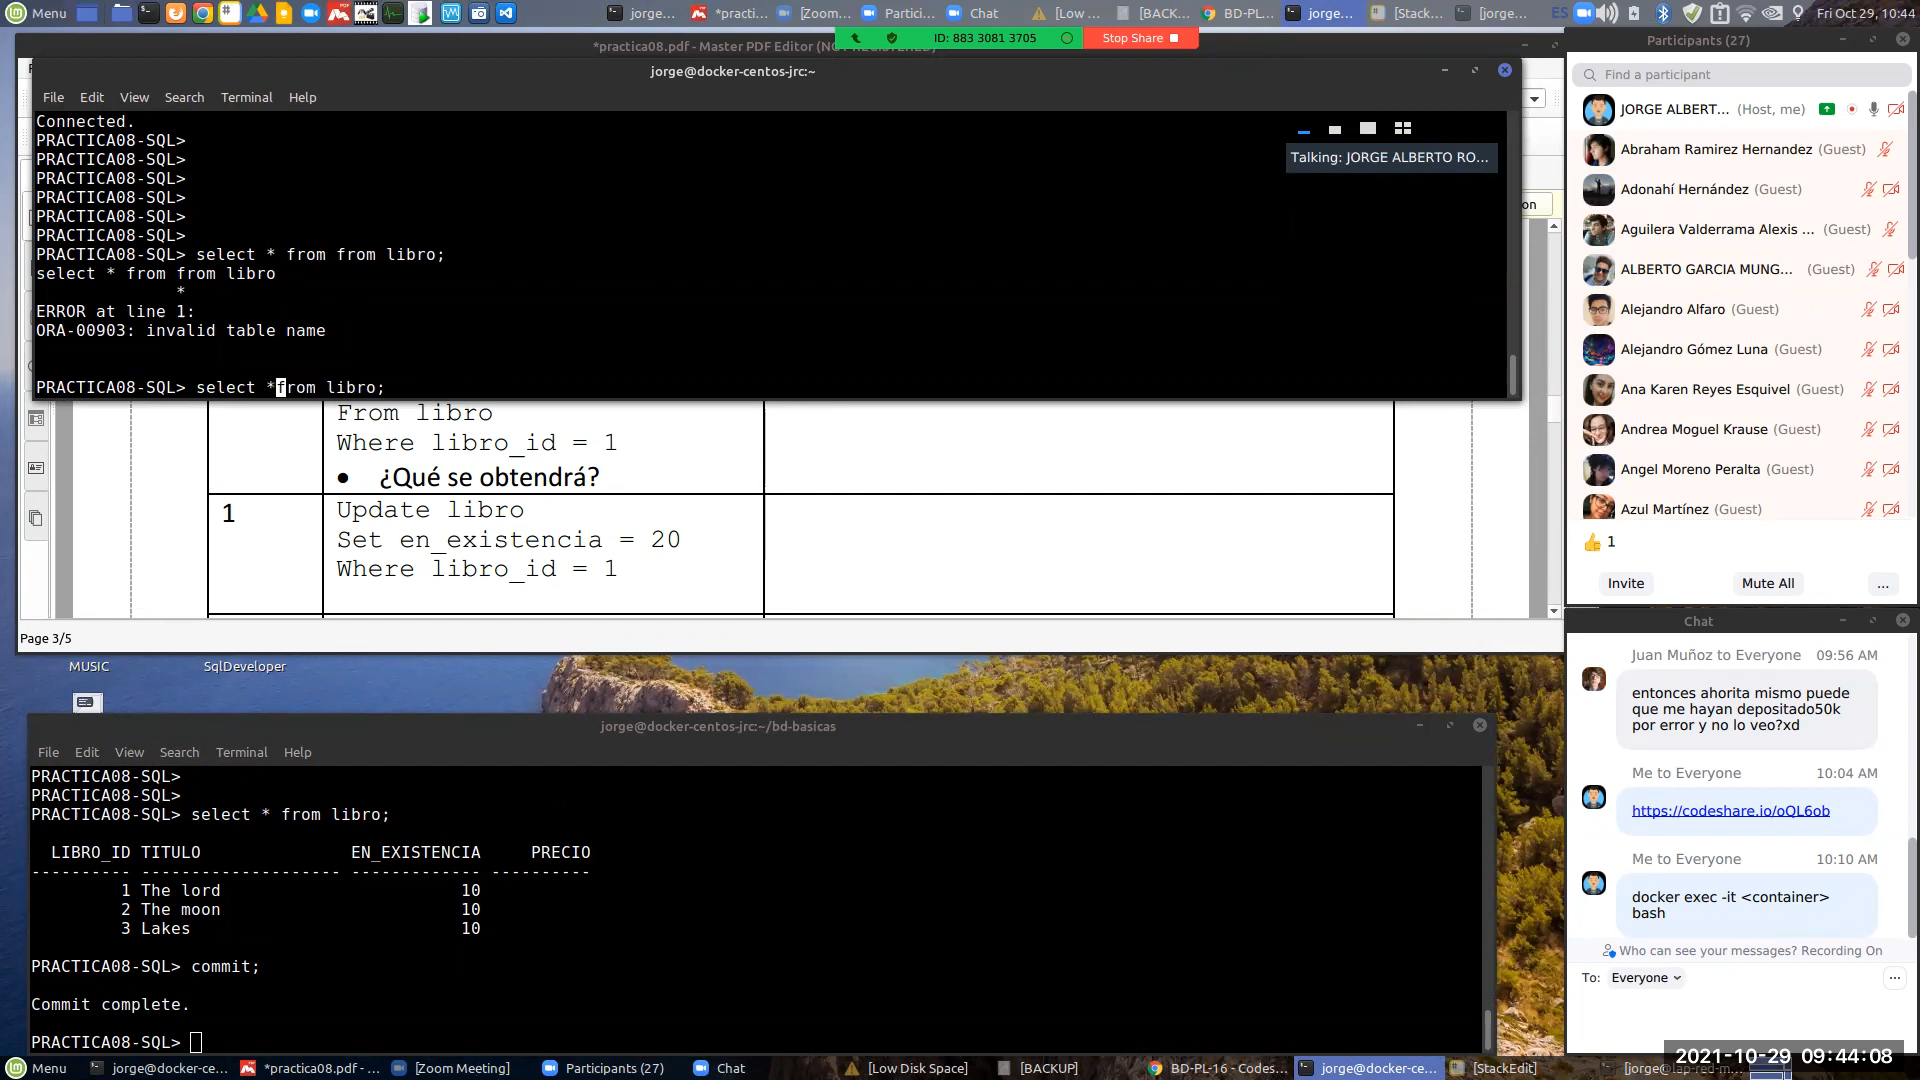 Menu
jorge...
*practi...
[Zoom...
Partici...
Chat
[Low ...
[BACK...
BD-PL...
jorge...
[Stack...
[jorge...
ES
Fri Oct 29, 10:44
*practica08.pdf - Master PDF Editor (NOT REGISTERED)
ID: 883 3081 3705
Stop Share
jorge@docker-centos-jrc:~
File Edit View Search Terminal Help
Connected.
PRACTICA08-SQL>
PRACTICA08-SQL>
PRACTICA08-SQL>
PRACTICA08-SQL>
PRACTICA08-SQL>
PRACTICA08-SQL>
PRACTICA08-SQL> select * from from libro;
select * from from libro
*
ERROR at line 1:
ORA-00903: invalid table name
PRACTICA08-SQL> select *from libro;
Talking: JORGE ALBERTO RO...
on
From libro
Where libro_id = 1
• ¿Qué se obtendrá?
1
Update libro
Set en_existencia = 20
Where libro_id = 1
Page 3/5
MUSIC
SqlDeveloper
jorge@docker-centos-jrc:~/bd-basicas
File Edit View Search Terminal Help
PRACTICA08-SQL>
PRACTICA08-SQL>
PRACTICA08-SQL> select * from libro;
LIBRO_ID TITULO EN_EXISTENCIA PRECIO
---------- -------------------- ------------- ----------
1 The lord 10
2 The moon 10
3 Lakes 10
PRACTICA08-SQL> commit;
Commit complete.
PRACTICA08-SQL>
Participants (27)
Find a participant
JORGE ALBERT... (Host, me)
Abraham Ramirez Hernandez (Guest)
Adonahí Hernández (Guest)
Aguilera Valderrama Alexis ... (Guest)
ALBERTO GARCIA MUNG... (Guest)
Alejandro Alfaro (Guest)
Alejandro Gómez Luna (Guest)
Ana Karen Reyes Esquivel (Guest)
Andrea Moguel Krause (Guest)
Angel Moreno Peralta (Guest)
Azul Martínez (Guest)
1
Invite
Mute All
...
Chat
Juan Muñoz to Everyone 09:56 AM
entonces ahorita mismo puede
que me hayan depositado50k
por error y no lo veo?xd
Me to Everyone 10:04 AM
https://codeshare.io/oQL6ob
Me to Everyone 10:10 AM
docker exec -it <container>
bash
Who can see your messages? Recording On
To: Everyone
2021-10-29 09:44:08
Menu
jorge@docker-ce...
*practica08.pdf - ...
[Zoom Meeting]
Participants (27)
Chat
[Low Disk Space]
[BACKUP]
BD-PL-16 - Codes...
jorge@docker-ce...
[StackEdit]
[jorge@lap-red-m...